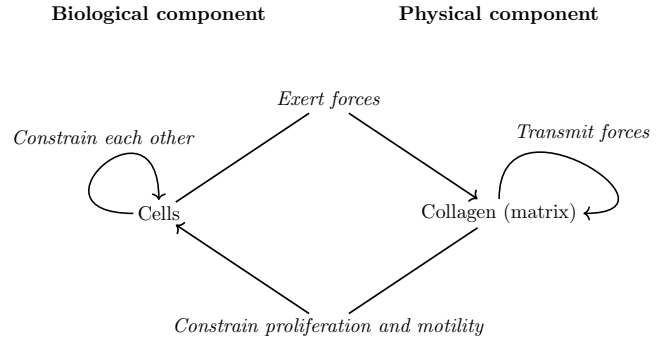 Biological component
Physical component
Exert forces
Constrain each other
Transmit forces
Cells
Collagen (matrix)
Constrain proliferation and motility